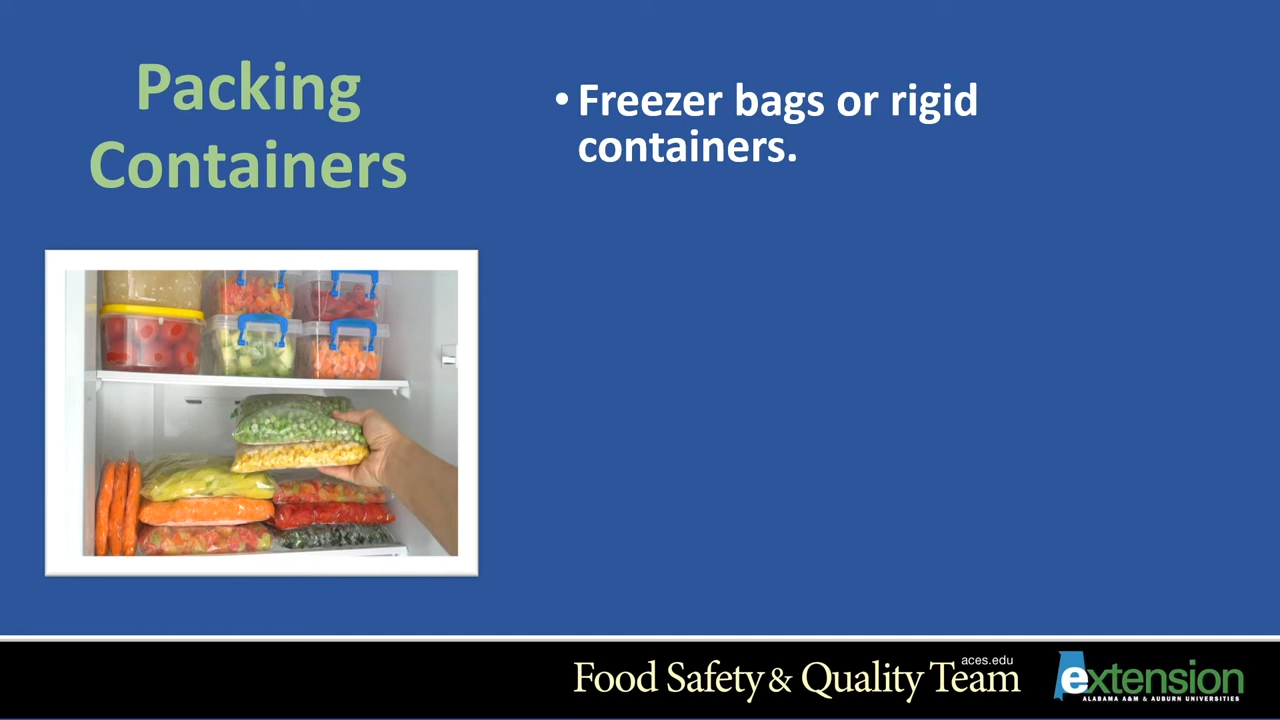 Packing
Containers
• Freezer bags or rigid
containers.
aces.edu
Food Safety & Quality Team
extension
ALABAMA A&M & AUBURN UNIVERSITIES